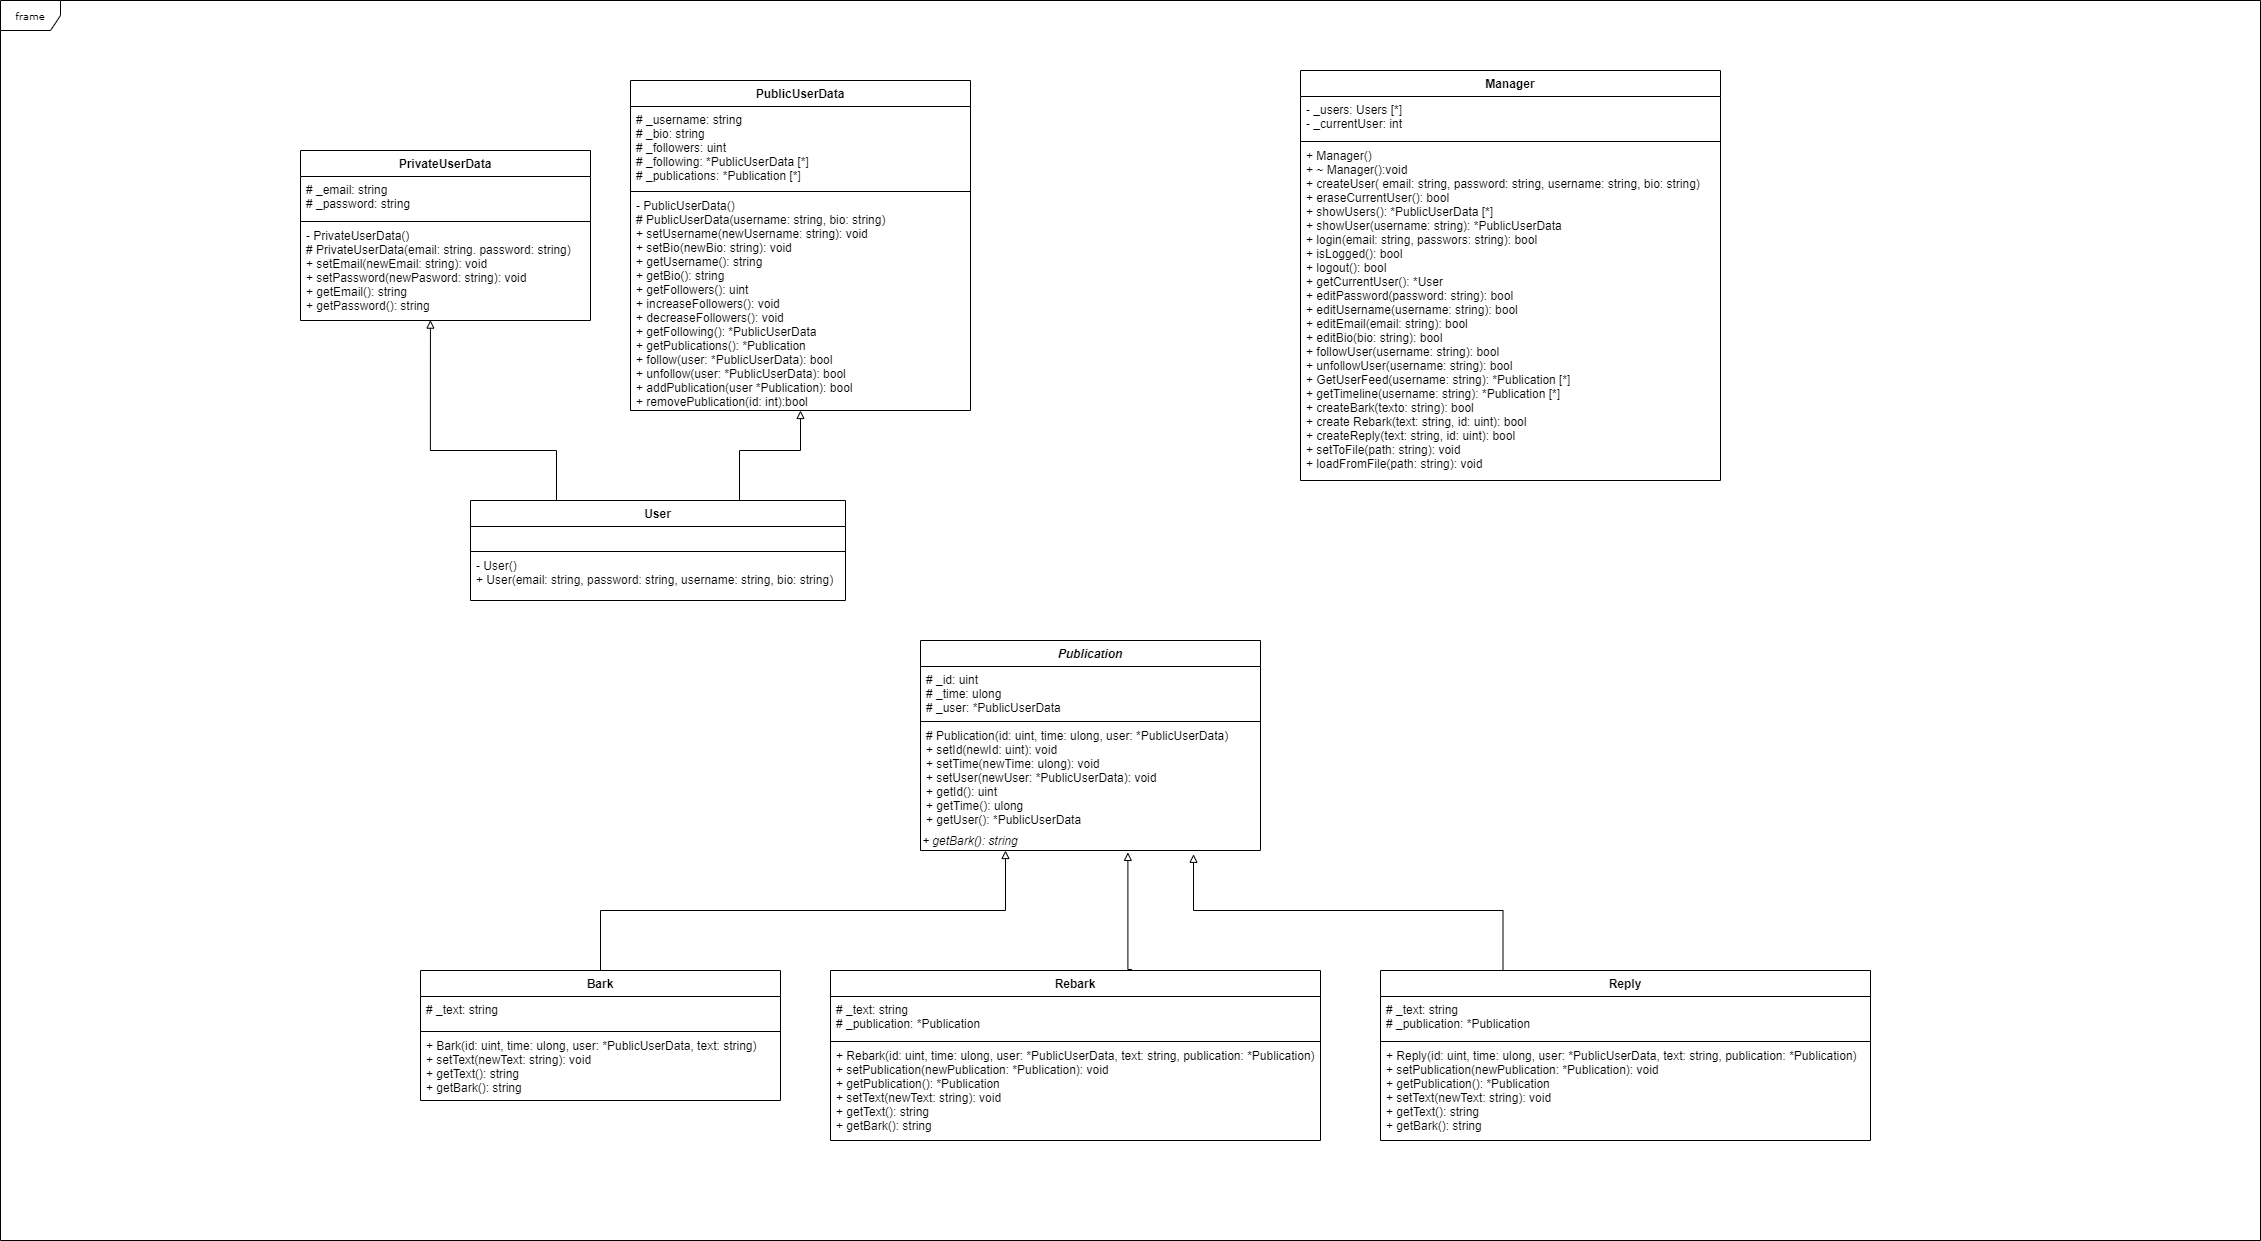 frame
PrivateUserData
# _email: string
# _password: string
- PrivateUserData()
# PrivateUserData(email: string. password: string)
+ setEmail(newEmail: string): void
+ setPassword(newPasword: string): void
+ getEmail(): string
+ getPassword(): string
PublicUserData
# _username: string
# _bio: string
# _followers: uint
# _following: *PublicUserData [*]
# _publications: *Publication [*]
- PublicUserData()
# PublicUserData(username: string, bio: string)
+ setUsername(newUsername: string): void
+ setBio(newBio: string): void
+ getUsername(): string
+ getBio(): string
+ getFollowers(): uint
+ increaseFollowers(): void
+ decreaseFollowers(): void
+ getFollowing(): *PublicUserData
+ getPublications(): *Publication
+ follow(user: *PublicUserData): bool
+ unfollow(user: *PublicUserData): bool
+ addPublication(user *Publication): bool
+ removePublication(id: int):bool
Manager
- _users: Users [*]
- _currentUser: int
+ Manager()
+ ~ Manager():void
+ createUser( email: string, password: string, username: string, bio: string)
+ eraseCurrentUser(): bool
+ showUsers(): *PublicUserData [*]
+ showUser(username: string): *PublicUserData
+ login(email: string, passwors: string): bool
+ isLogged(): bool
+ logout(): bool
+ getCurrentUser(): *User
+ editPassword(password: string): bool
+ editUsername(username: string): bool
+ editEmail(email: string): bool
+ editBio(bio: string): bool
+ followUser(username: string): bool
+ unfollowUser(username: string): bool
+ GetUserFeed(username: string): *Publication [*]
+ getTimeline(username: string): *Publication [*]
+ createBark(texto: string): bool
+ create Rebark(text: string, id: uint): bool
+ createReply(text: string, id: uint): bool
+ setToFile(path: string): void
+ loadFromFile(path: string): void
User
- User()
+ User(email: string, password: string, username: string, bio: string)
Publication
# _id: uint
# _time: ulong
# _user: *PublicUserData
# Publication(id: uint, time: ulong, user: *PublicUserData)
+ setId(newId: uint): void
+ setTime(newTime: ulong): void
+ setUser(newUser: *PublicUserData): void
+ getId(): uint
+ getTime(): ulong
+ getUser(): *PublicUserData
+ getBark(): string
Bark
# _text: string
+ Bark(id: uint, time: ulong, user: *PublicUserData, text: string)
+ setText(newText: string): void
+ getText(): string
+ getBark(): string
Rebark
# _text: string
# _publication: *Publication
+ Rebark(id: uint, time: ulong, user: *PublicUserData, text: string, publication: *Publication)
+ setPublication(newPublication: *Publication): void
+ getPublication(): *Publication
+ setText(newText: string): void
+ getText(): string
+ getBark(): string
Reply
# _text: string
# _publication: *Publication
+ Reply(id: uint, time: ulong, user: *PublicUserData, text: string, publication: *Publication)
+ setPublication(newPublication: *Publication): void
+ getPublication(): *Publication
+ setText(newText: string): void
+ getText(): string
+ getBark(): string